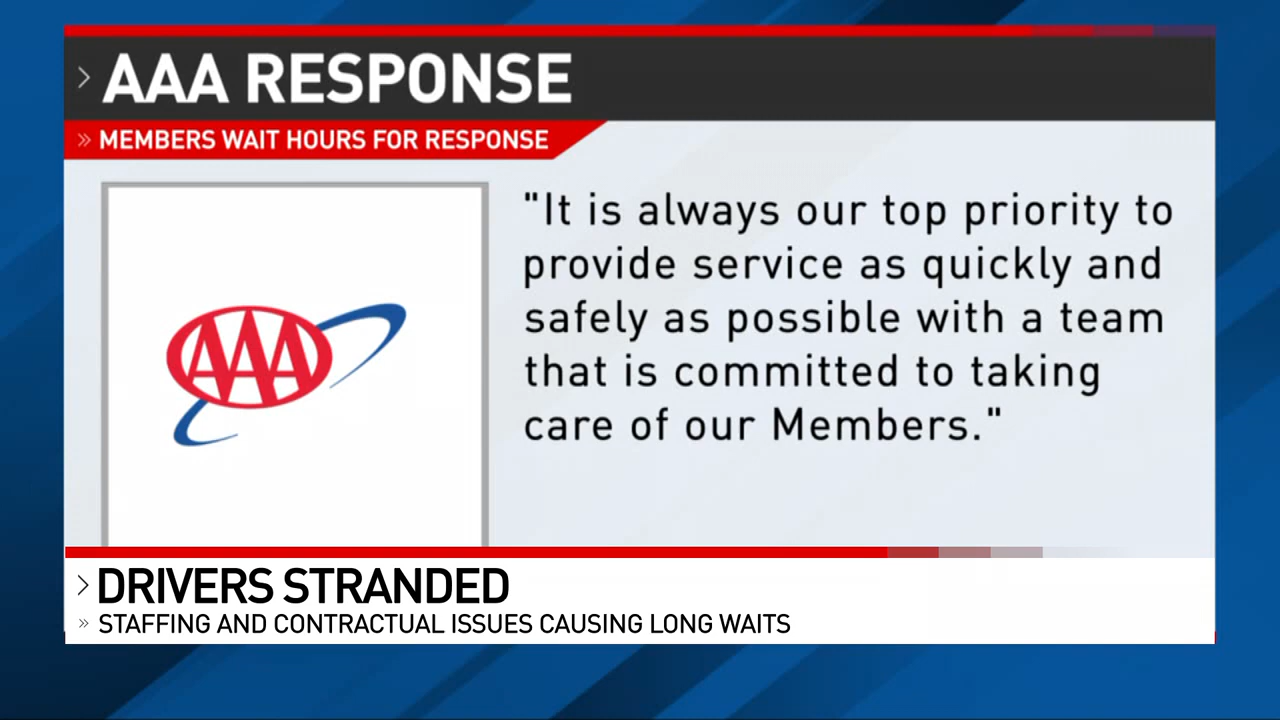 > AAA RESPONSE
» MEMBERS WAIT HOURS FOR RESPONSE
"It is always our top priority to
provide service as quickly and
safely as possible with a team
that is committed to taking
care of our Members."
AAA
> DRIVERS STRANDED
» STAFFING AND CONTRACTUAL ISSUES CAUSING LONG WAITS